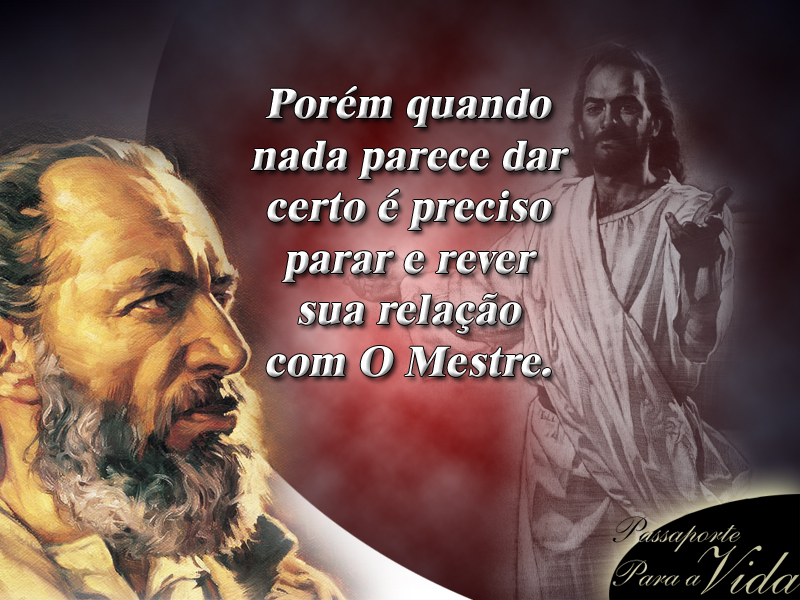 Porém quando
nada parece dar
certo é preciso
parar e rever
sua relação
com O Mestre.
Passaporte
Para a Vida